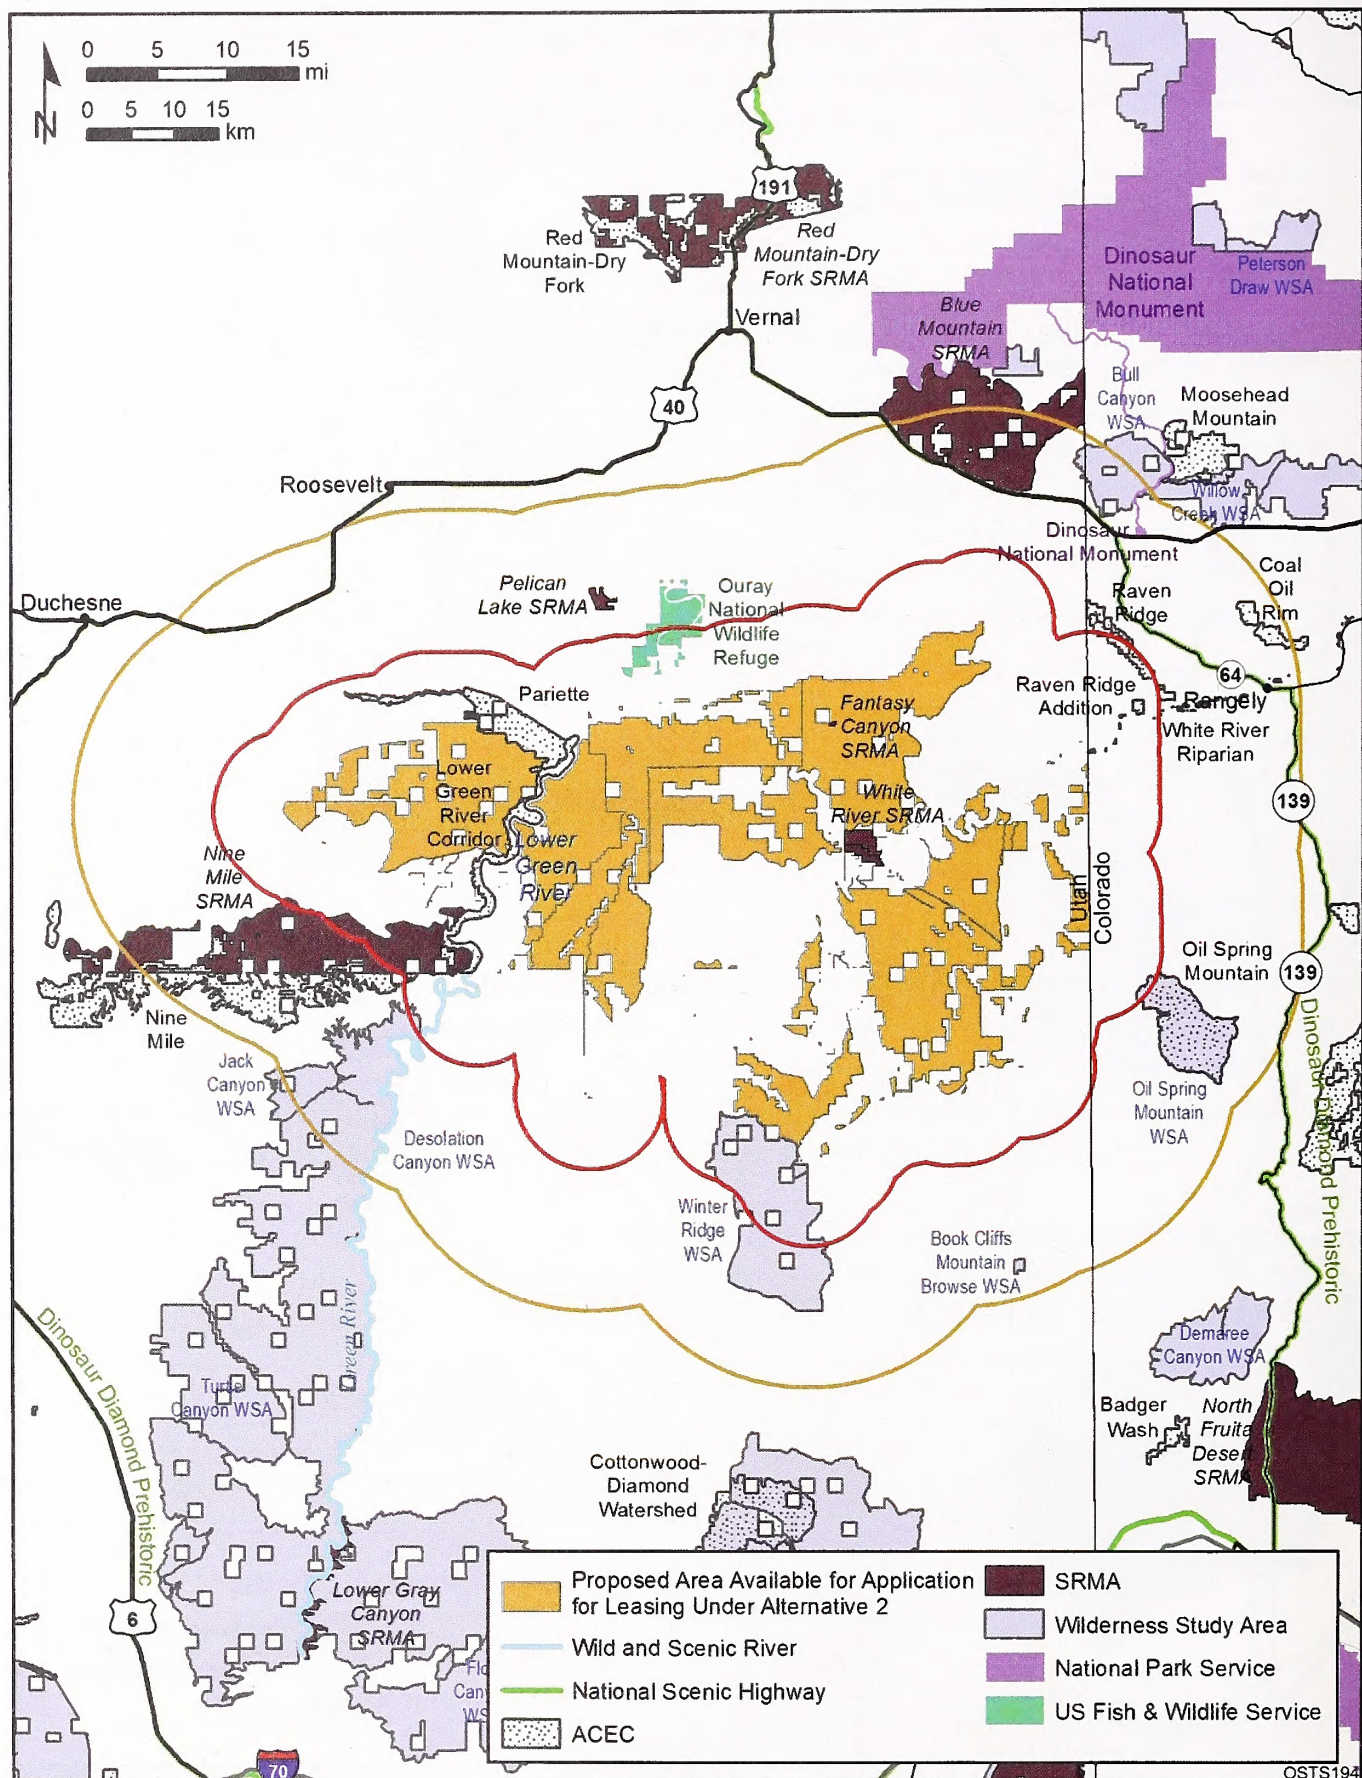 0 5 10 15
mi
0 5 10 15
km
N
191
Red
Mountain-Dry
Fork
Red
Mountain-Dry
Fork SRMA
Vernal
40
Dinosaur
National
Monument
Peterson
Draw WSA
Blue
Mountain
SRMA
Bull
Canyon
WSA
Moosehead
Mountain
Willow
Creek WSA
Roosevelt
Duchesne
Dinosaur
National Monument
Pelican
Lake SRMA
Ouray
National
Wildlife
Refuge
Raven
Ridge
Coal
Oil
Rim
64
Rangely
Raven Ridge
Addition
White River
Riparian
Pariette
Fantasy
Canyon
SRMA
White
River SRMA
139
Lower
Green
River
Corridor
Lower
Green
River
Nine
Mile
SRMA
Utah
Colorado
Oil Spring
Mountain
139
Nine
Mile
Jack
Canyon
WSA
Desolation
Canyon WSA
Oil Spring
Mountain
WSA
Dinosaur Diamond Prehistoric
Winter
Ridge
WSA
Book Cliffs
Mountain
Browse WSA
Green River
Dinosaur Diamond Prehistoric
Turtle
Canyon WSA
Demaree
Canyon WSA
Badger
Wash
North
Fruita
Desert
SRMA
Cottonwood-
Diamond
Watershed
6
Lower Gray
Canyon
SRMA
70
Proposed Area Available for Application
for Leasing Under Alternative 2
Wild and Scenic River
National Scenic Highway
ACEC
SRMA
Wilderness Study Area
National Park Service
US Fish & Wildlife Service
OSTS194